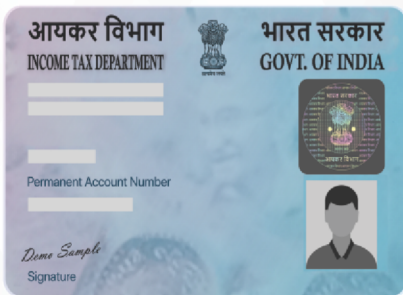 आयकर विभाग
भारत सरकार
INCOME TAX DEPARTMENT
GOVT. OF INDIA
Permanent Account Number
Demo Sample
Signature